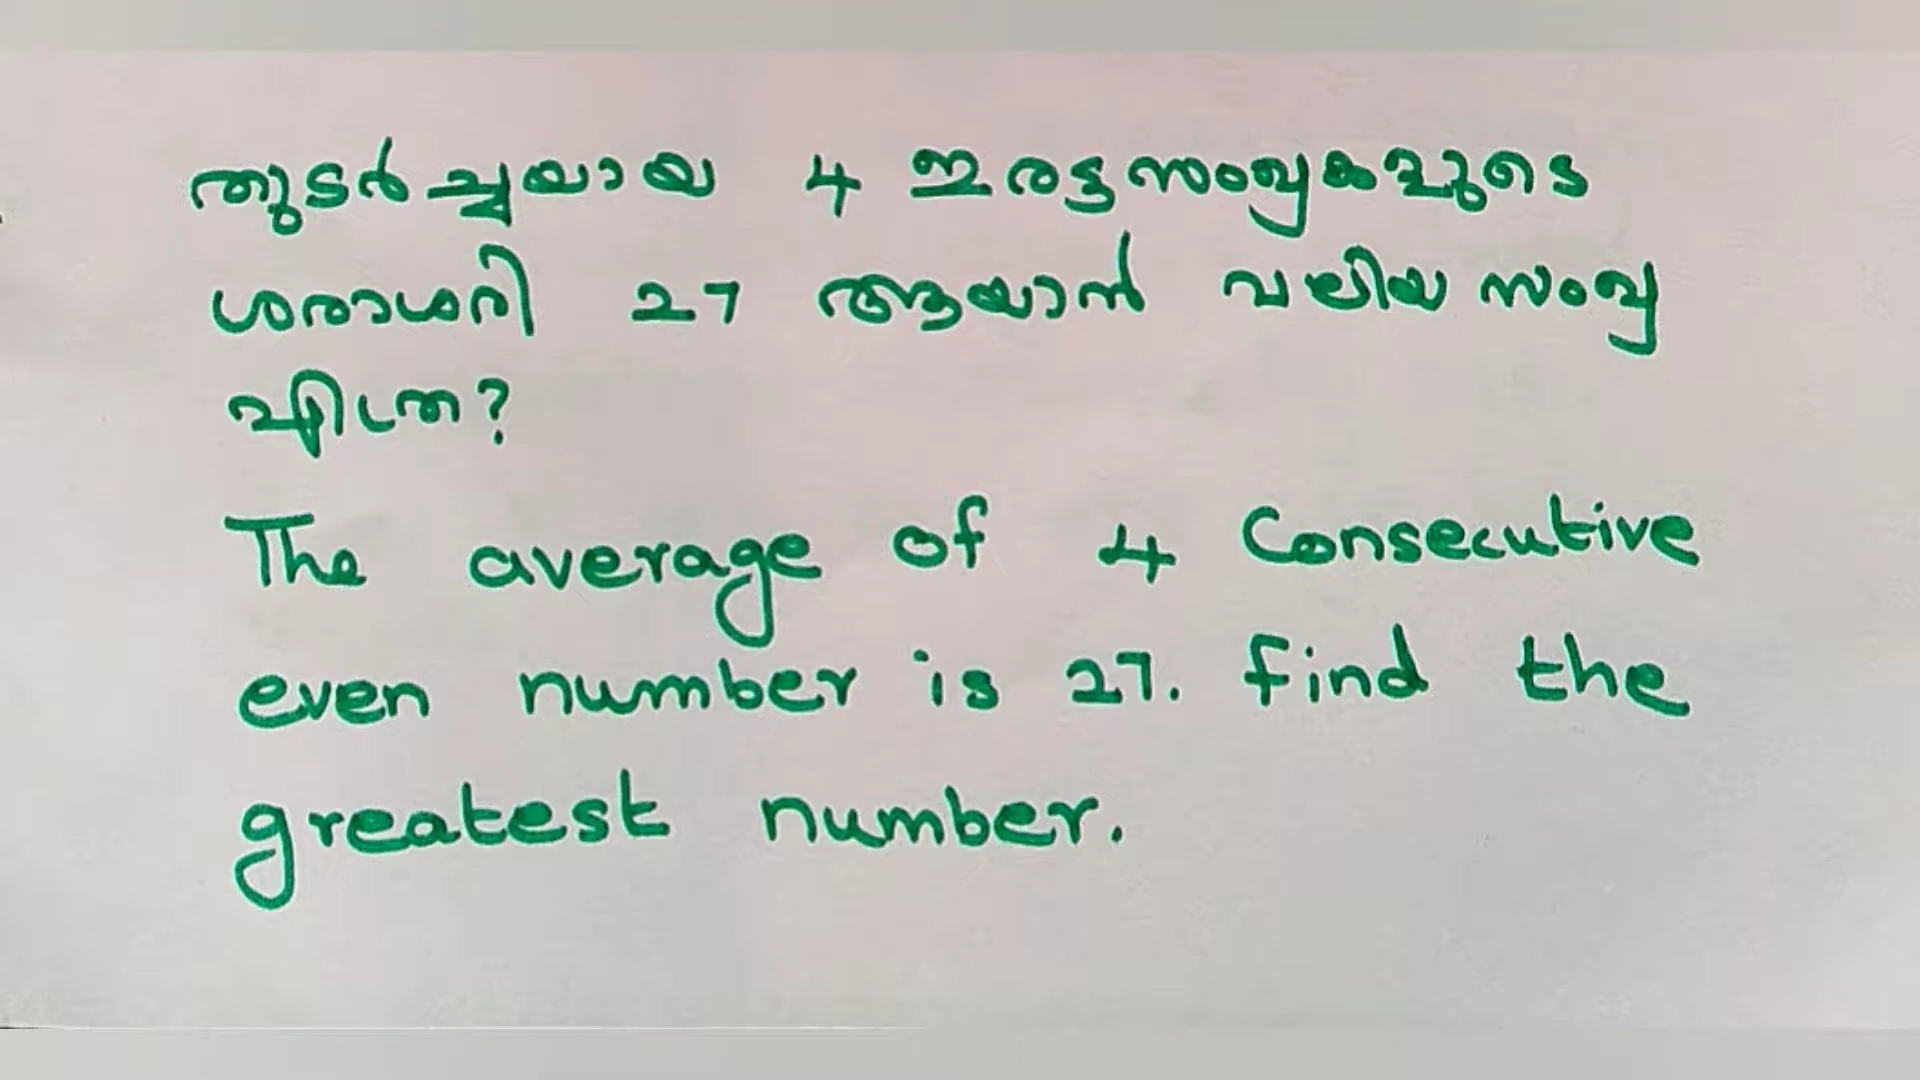 തുടർച്ചയായ 4 ഇരട്ടസംഖ്യകളുടെ
ശരാശരി 27 ആയാൽ വലിയ സംഖ്യ
എത്ര?
The average of 4 Consecutive
even number is 27. find the
greatest number.